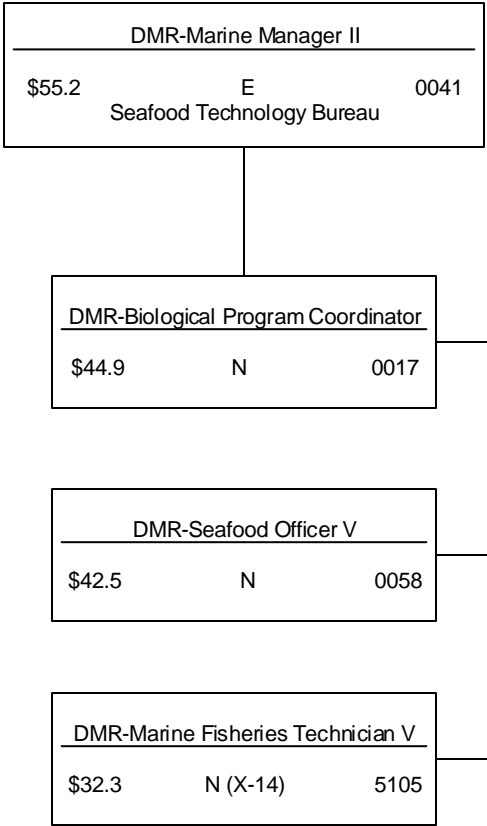 DMR-Marine Manager II
$55.2 E 0041
Seafood Technology Bureau
DMR-Biological Program Coordinator
$44.9 N 0017
DMR-Seafood Officer V
$42.5 N 0058
DMR-Marine Fisheries Technician V
$32.3 N (X-14) 5105